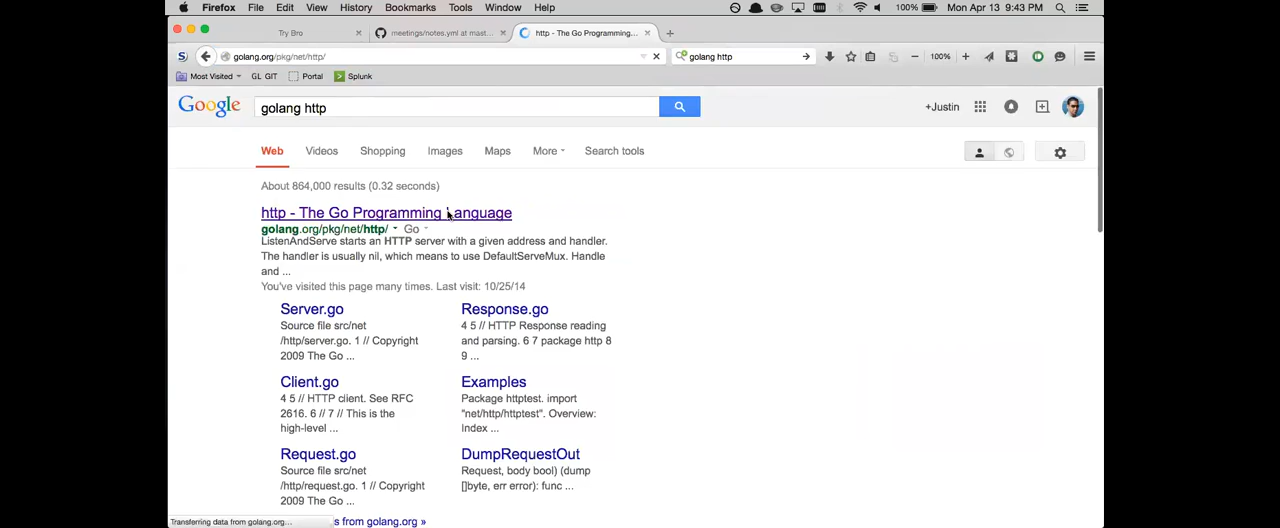 Firefox File Edit View History Bookmarks Tools Window Help 100% Mon Apr 13 9:43 PM
Try Bro meetings/notes.yml at mast... http - The Go Programming...
golang.org/pkg/net/http/ golang http 100%
Most Visited GL GIT Portal Splunk
Google golang http +Justin
Web Videos Shopping Images Maps More Search tools
About 864,000 results (0.32 seconds)
http - The Go Programming Language
golang.org/pkg/net/http/ Go
ListenAndServe starts an HTTP server with a given address and handler.
The handler is usually nil, which means to use DefaultServeMux. Handle
and ...
You've visited this page many times. Last visit: 10/25/14
Server.go
Source file src/net
/http/server.go. 1 // Copyright
2009 The Go ...
Response.go
4 5 // HTTP Response reading
and parsing. 6 7 package http 8
9 ...
Client.go
4 5 // HTTP client. See RFC
2616. 6 // 7 // This is the
high-level ...
Examples
Package httptest. import
"net/http/httptest". Overview:
Index ...
Request.go
Source file src/net
/http/request.go. 1 // Copyright
2009 The Go ...
DumpRequestOut
Request, body bool) (dump
[]byte, err error): func ...
Transferring data from golang.org...
s from golang.org »